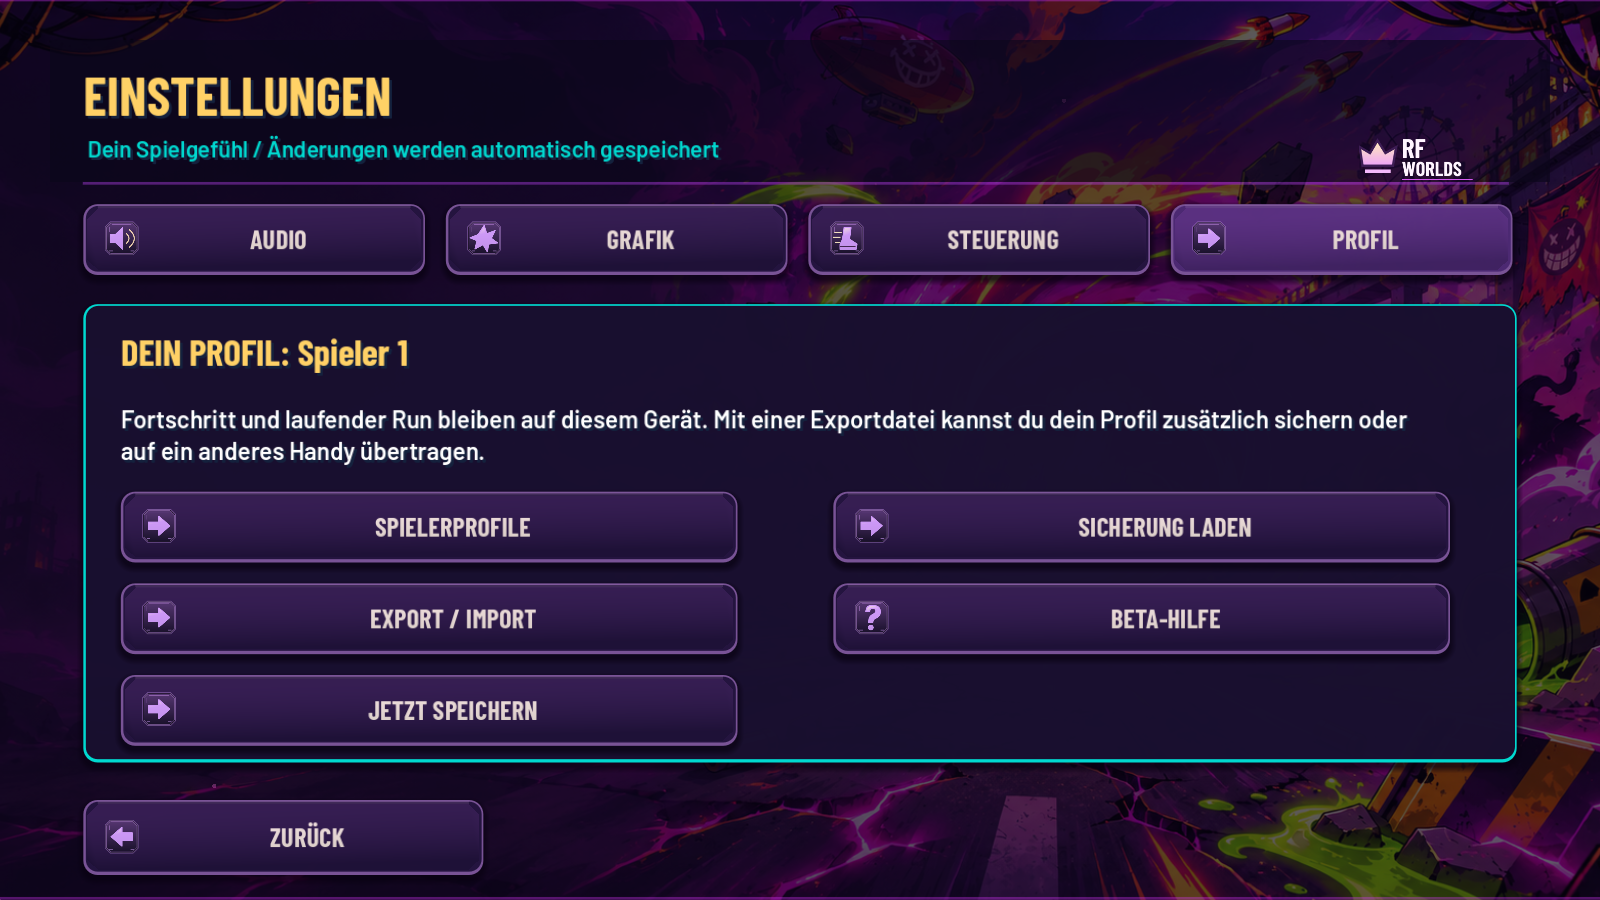 EINSTELLUNGEN
Dein Spielgefühl / Änderungen werden automatisch gespeichert
RF
WORLDS
AUDIO
GRAFIK
STEUERUNG
PROFIL
DEIN PROFIL: Spieler 1
Fortschritt und laufender Run bleiben auf diesem Gerät. Mit einer Exportdatei kannst du dein Profil zusätzlich sichern oder
auf ein anderes Handy übertragen.
SPIELERPROFILE
SICHERUNG LADEN
EXPORT / IMPORT
?
BETA-HILFE
JETZT SPEICHERN
ZURÜCK